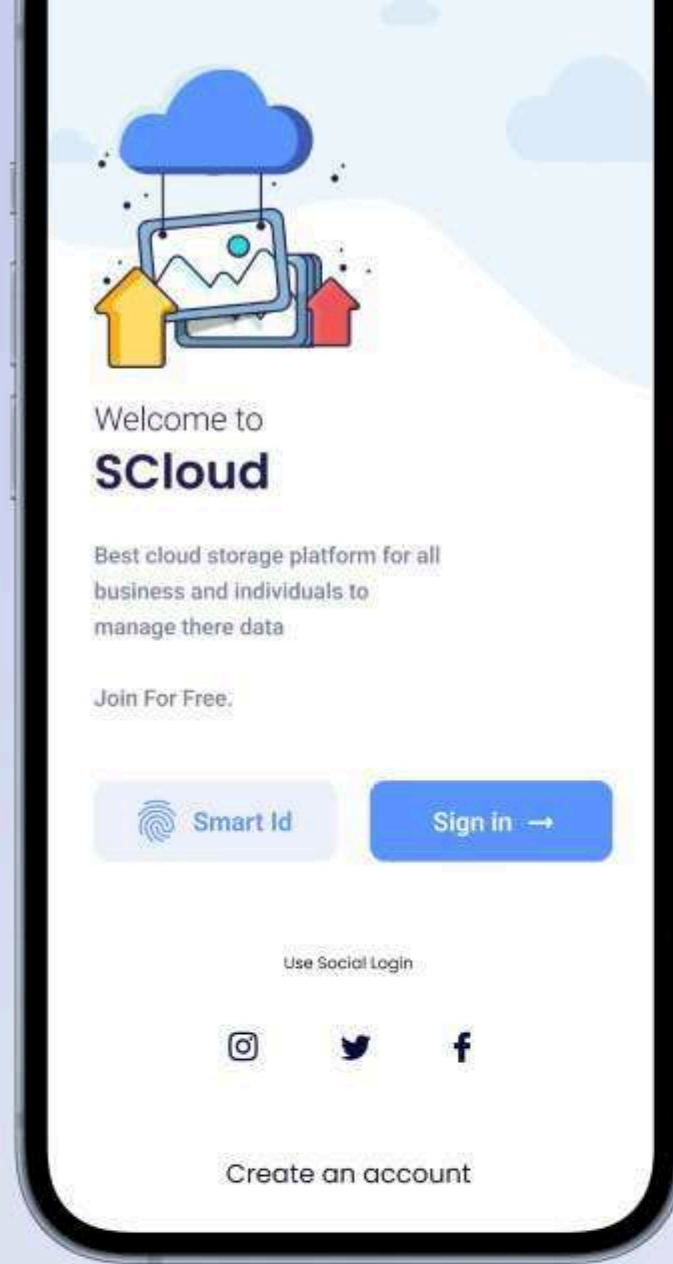 Welcome to
SCloud
Best cloud storage platform for all
business and individuals to
manage there data
Join For Free.
Smart Id
Sign in →
Use Social Login
Create an account